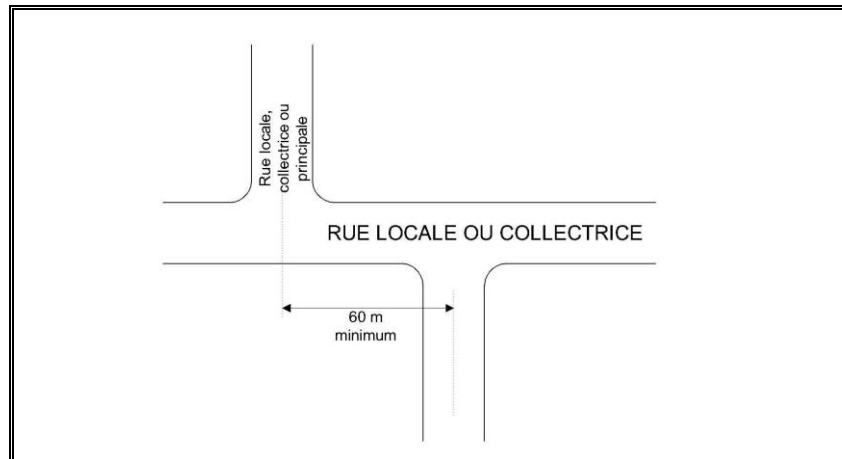 Rue locale,
collectrice ou
principale
RUE LOCALE OU COLLECTRICE
60 m
minimum